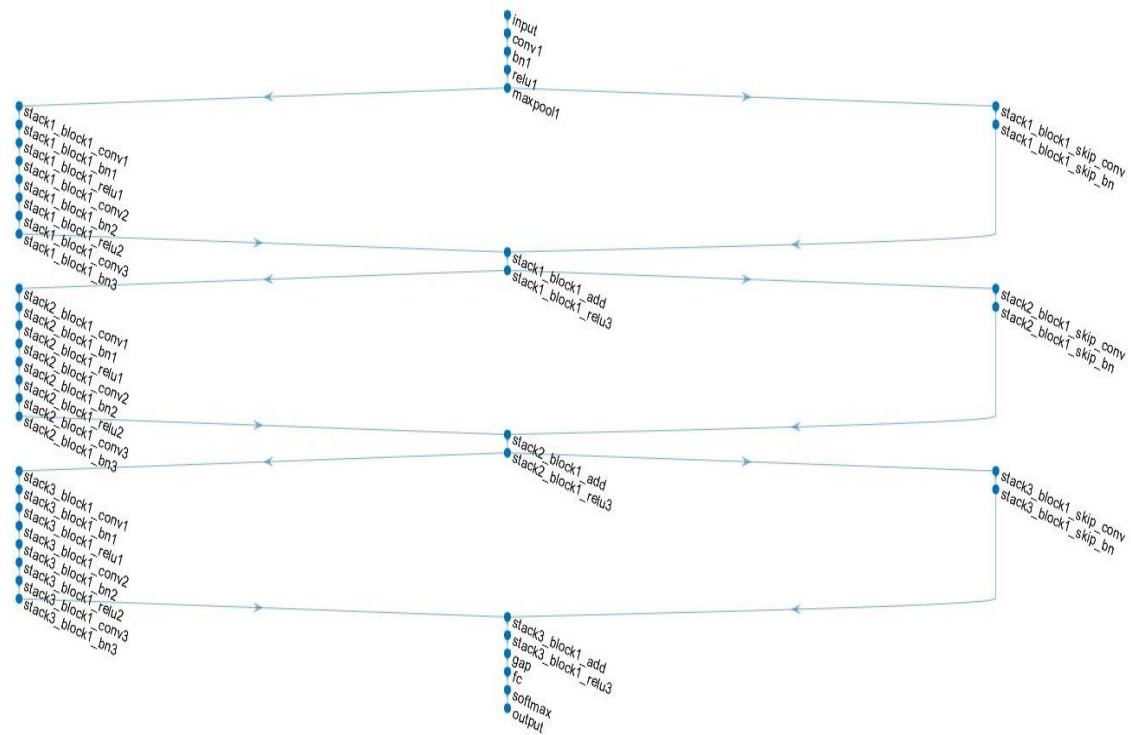 input
conv1
bn1
relu1
maxpool1
stack1_block1_conv1
stack1_block1_bn1
stack1_block1_relu1
stack1_block1_conv2
stack1_block1_bn2
stack1_block1_relu2
stack1_block1_conv3
stack1_block1_bn3
stack1_block1_skip_conv
stack1_block1_skip_bn
stack1_block1_add
stack1_block1_relu3
stack2_block1_conv1
stack2_block1_bn1
stack2_block1_relu1
stack2_block1_conv2
stack2_block1_bn2
stack2_block1_relu2
stack2_block1_conv3
stack2_block1_bn3
stack2_block1_skip_conv
stack2_block1_skip_bn
stack2_block1_add
stack2_block1_relu3
stack3_block1_conv1
stack3_block1_bn1
stack3_block1_relu1
stack3_block1_conv2
stack3_block1_bn2
stack3_block1_relu2
stack3_block1_conv3
stack3_block1_bn3
stack3_block1_skip_conv
stack3_block1_skip_bn
stack3_block1_add
stack3_block1_relu3
gap
fc
softmax
output